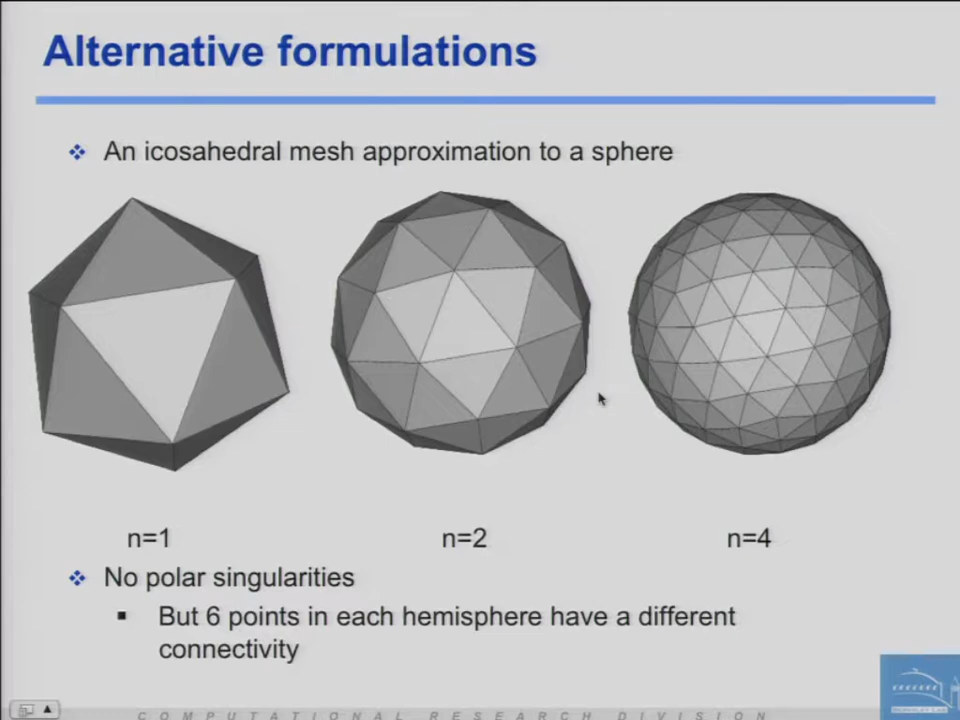 Alternative formulations
An icosahedral mesh approximation to a sphere
n=1 n=2 n=4
No polar singularities
But 6 points in each hemisphere have a different
connectivity
COMPUTATIONAL RESEARCH DIVISION